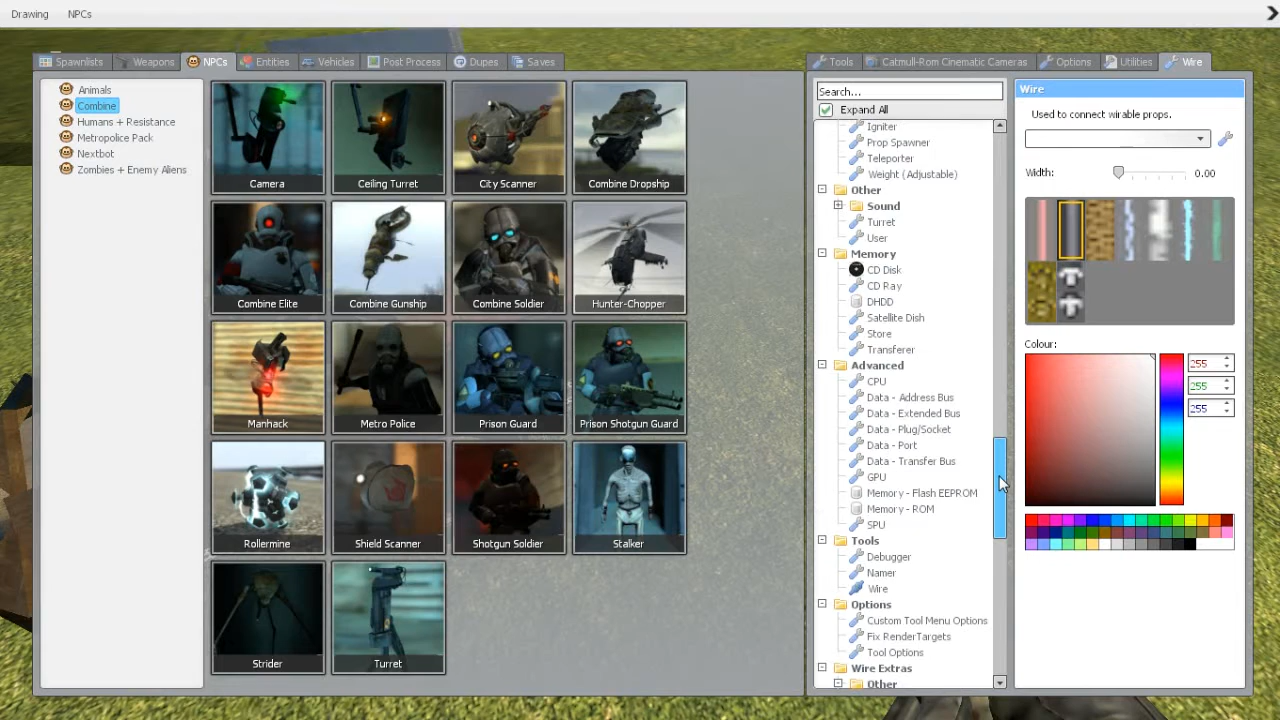 Drawing NPCs
Spawnlists Weapons NPCs Entities Vehicles Post Process Dupes Saves
Animals
Combine
Humans + Resistance
Metropolice Pack
Nextbot
Zombies + Enemy Aliens
Camera Ceiling Turret City Scanner Combine Dropship
Combine Elite Combine Gunship Combine Soldier Hunter-Chopper
Manhack Metro Police Prison Guard Prison Shotgun Guard
Rollermine Shield Scanner Shotgun Soldier Stalker
Strider Turret
Tools Catmull-Rom Cinematic Cameras Options Utilities Wire
Search...
Expand All
Igniter
Prop Spawner
Teleporter
Weight (Adjustable)
Other
Sound
Turret
User
Memory
CD Disk
CD Ray
DHDD
Satellite Dish
Store
Transferer
Advanced
CPU
Data - Address Bus
Data - Extended Bus
Data - Plug/Socket
Data - Port
Data - Transfer Bus
GPU
Memory - Flash EEPROM
Memory - ROM
SPU
Tools
Debugger
Namer
Wire
Options
Custom Tool Menu Options
Fix RenderTargets
Tool Options
Wire Extras
Other
Wire
Used to connect wirable props.
Width: 0.00
Colour:
255
255
255